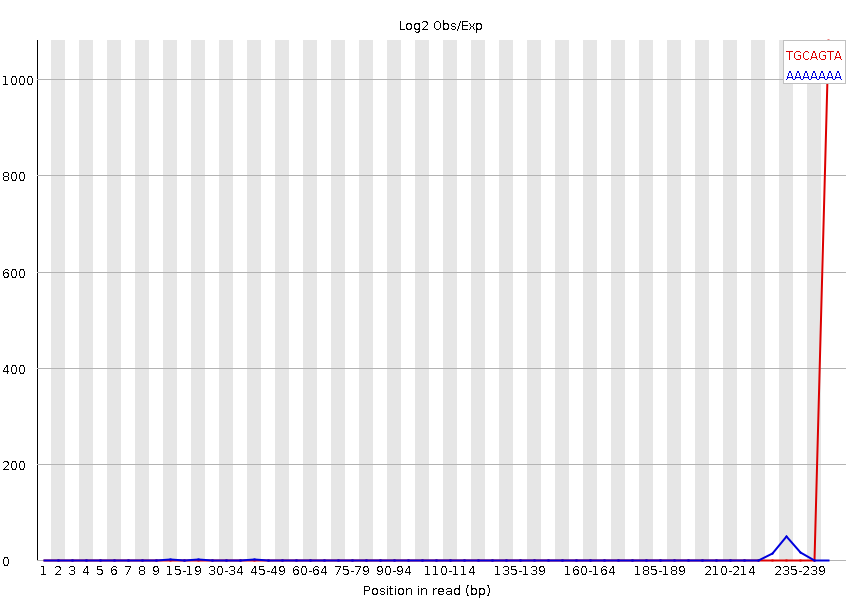 Log2 Obs/Exp
TGCAGTA
AAAAAAA
1000
800
600
400
200
0
1 2 3 4 5 6 7 8 9 15-19 30-34 45-49 60-64 75-79 90-94 110-114 135-139 160-164 185-189 210-214 235-239
Position in read (bp)